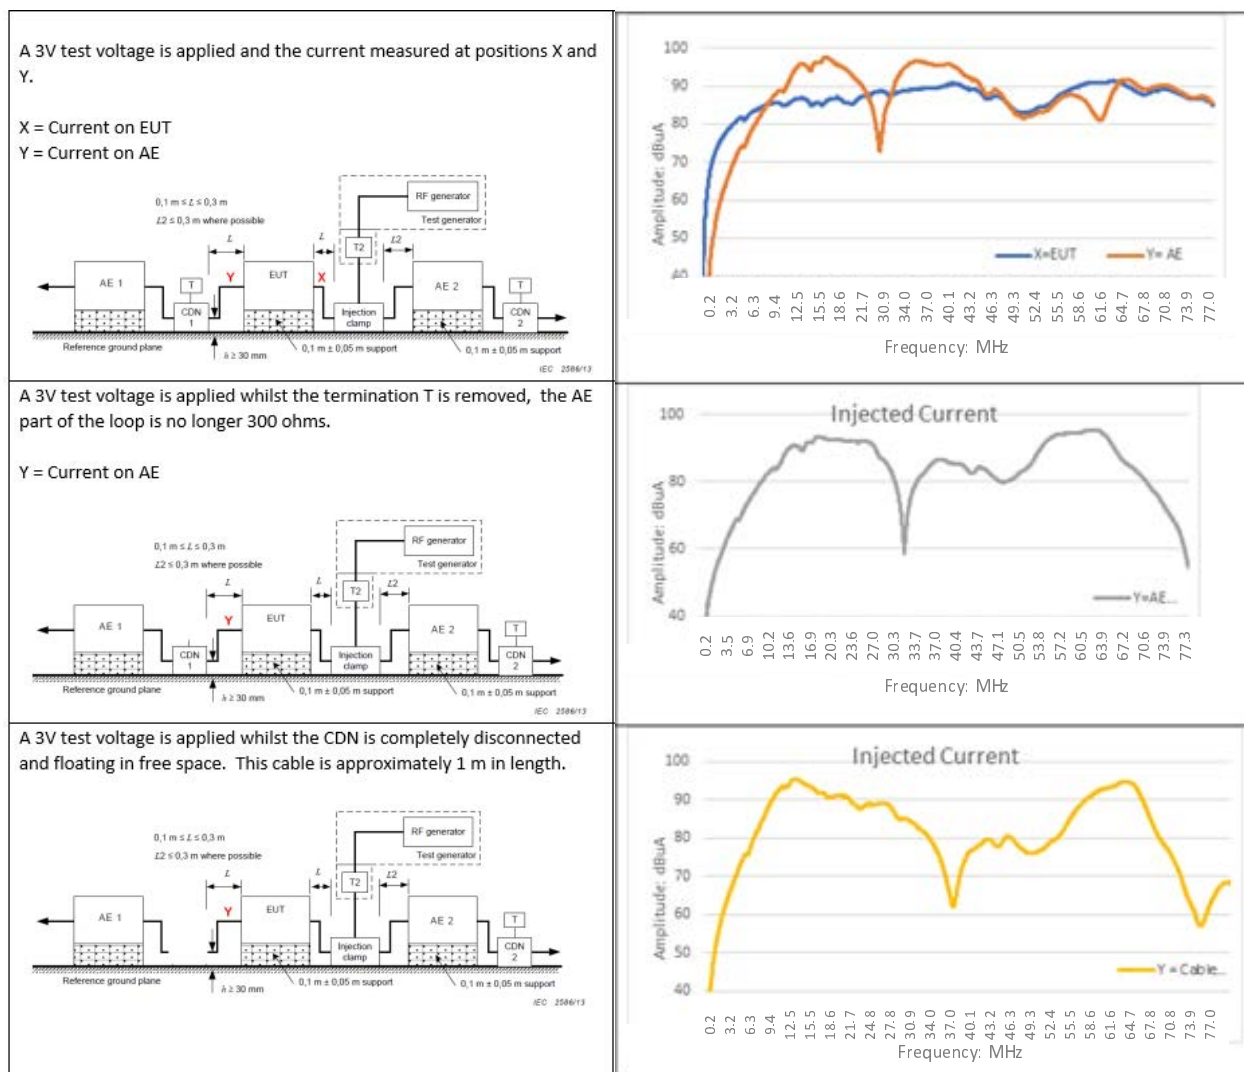 A 3V test voltage is applied and the current measured at positions X and
Y.
X = Current on EUT
Y = Current on AE
0,1 m ≤ L ≤ 0,3 m
L2 ≤ 0,3 m where possible
RF generator
Test generator
T2
L
L
L2
Y
X
AE 1
T
CDN
1
EUT
Injection
clamp
AE 2
T
CDN
2
Reference ground plane
h ≥ 30 mm
0,1 m ± 0,05 m support
0,1 m ± 0,05 m support
IEC 2586/13
100
90
80
70
60
50
40
Amplitude: dBuA
X=EUT
Y= AE
0.2 3.2 6.3 9.4 12.5 15.5 18.6 21.7 27.8 30.9 34.0 37.0 40.1 43.2 46.3 49.3 52.4 55.5 58.6 61.6 64.7 67.8 70.8 73.9 77.0
Frequency: MHz
A 3V test voltage is applied whilst the termination T is removed, the AE
part of the loop is no longer 300 ohms.
Y = Current on AE
0,1 m ≤ L ≤ 0,3 m
L2 ≤ 0,3 m where possible
RF generator
Test generator
T2
L
L
L2
Y
AE 1
CDN
1
EUT
Injection
clamp
AE 2
T
CDN
2
Reference ground plane
h ≥ 30 mm
0,1 m ± 0,05 m support
0,1 m ± 0,05 m support
IEC 2586/13
Injected Current
100
80
60
40
Amplitude: dBuA
Y=AE...
0.2 3.5 6.9 10.2 13.6 16.9 20.3 23.6 27.0 30.3 33.7 37.0 40.4 43.7 47.1 50.5 53.8 57.2 60.5 63.9 67.2 70.6 73.9 77.3
Frequency: MHz
A 3V test voltage is applied whilst the CDN is completely disconnected
and floating in free space. This cable is approximately 1 m in length.
0,1 m ≤ L ≤ 0,3 m
L2 ≤ 0,3 m where possible
RF generator
Test generator
T2
L
L
L2
Y
AE 1
EUT
Injection
clamp
AE 2
T
CDN
2
Reference ground plane
h ≥ 30 mm
0,1 m ± 0,05 m support
0,1 m ± 0,05 m support
IEC 2586/13
Injected Current
100
90
80
70
60
50
40
Amplitude: dBuA
Y = Cable...
0.2 3.2 6.3 9.4 12.5 15.5 18.6 21.7 24.8 27.8 30.9 34.0 37.0 40.1 43.2 46.3 49.3 52.4 55.5 58.6 61.6 64.7 67.8 70.8 73.9 77.0
Frequency: MHz